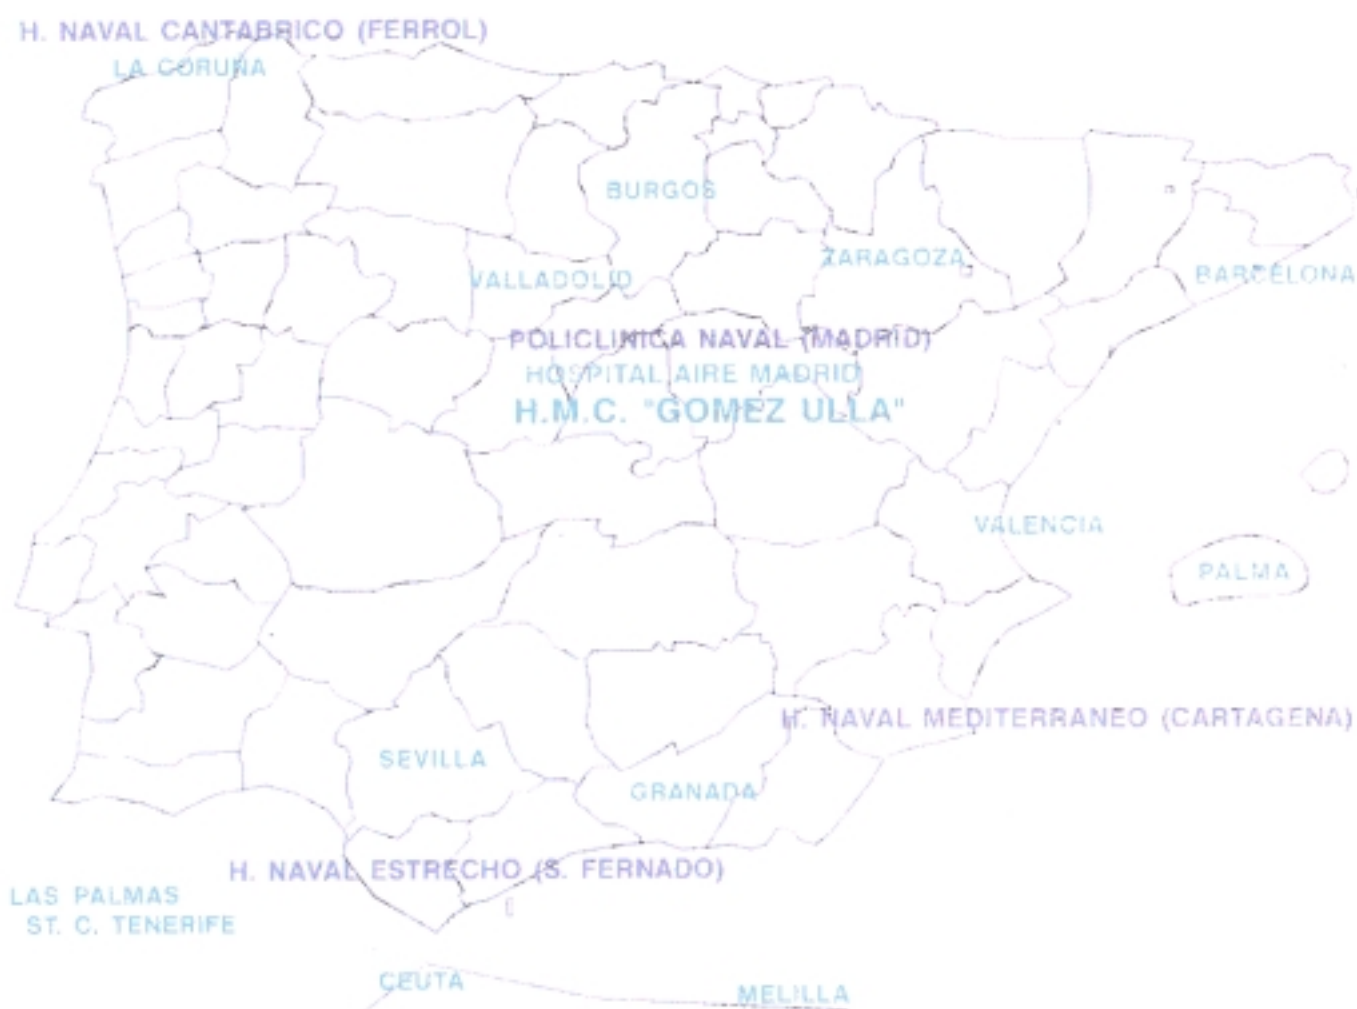 H. NAVAL CANTABRICO (FERROL)
LA CORUÑA
BURGOS
ZARAGOZA
BARCELONA
VALLADOLID
POLICLINICA NAVAL (MADRID)
HOSPITAL AIRE MADRID
H.M.C. "GOMEZ ULLA"
VALENCIA
PALMA
H. NAVAL MEDITERRANEO (CARTAGENA)
SEVILLA
GRANADA
H. NAVAL ESTRECHO (S. FERNADO)
LAS PALMAS
ST. C. TENERIFE
CEUTA
MELILLA